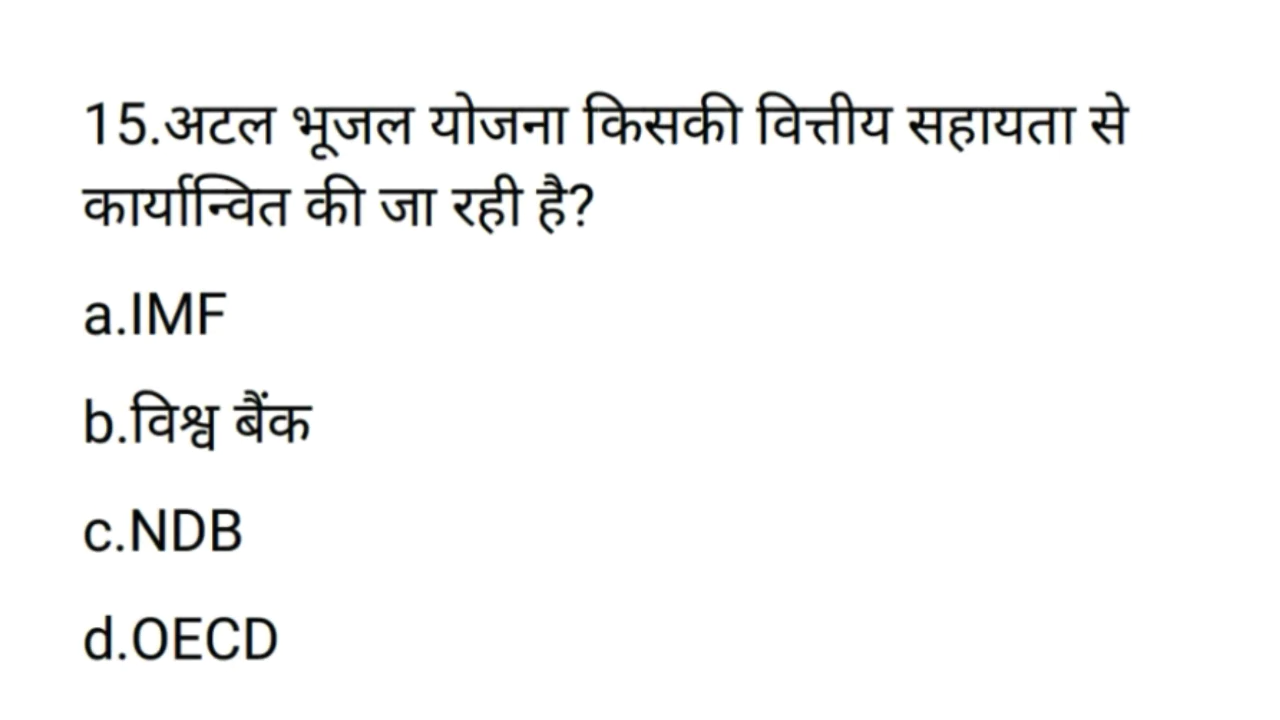 15.अटल भूजल योजना किसकी वित्तीय सहायता से
कार्यान्वित की जा रही है?
a.IMF
b.विश्व बैंक
c.NDB
d.OECD